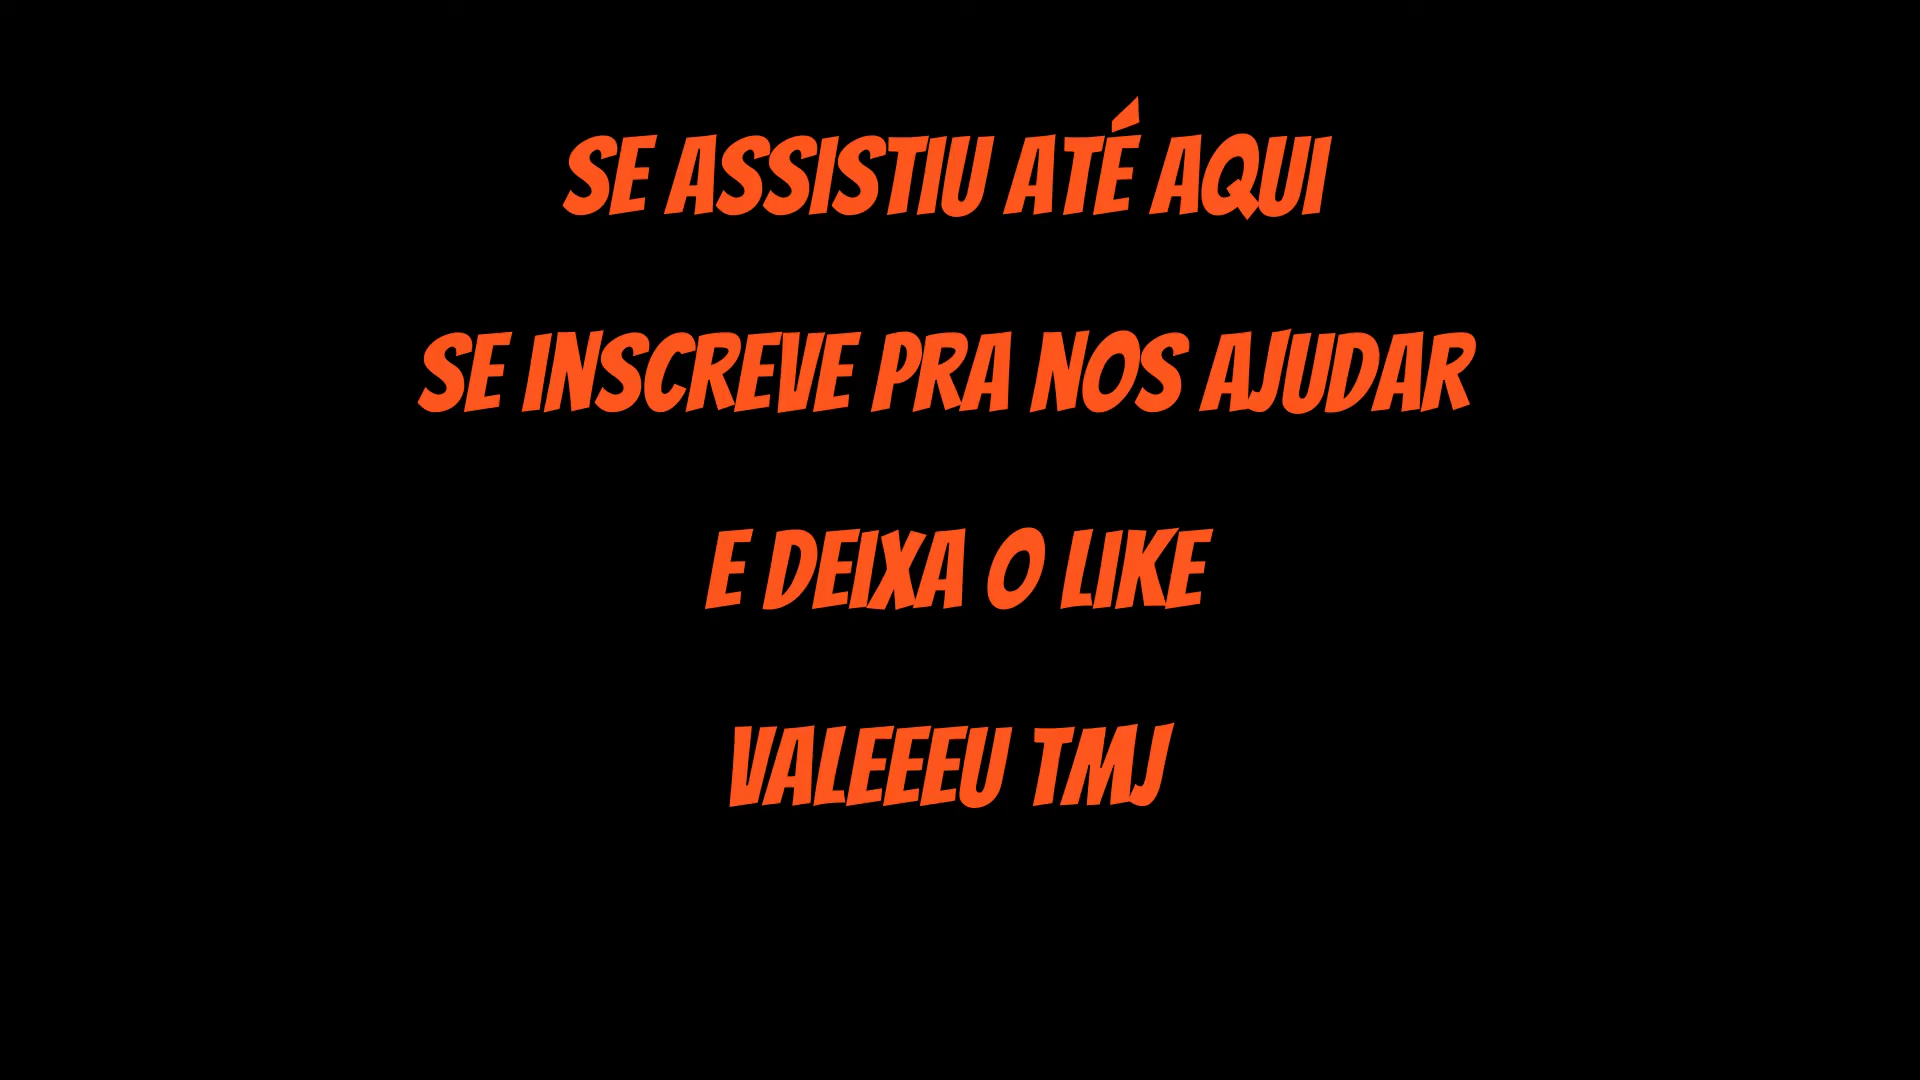 SE ASSISTIU ATÉ AQUI
SE INSCREVE PRA NOS AJUDAR
E DEIXA O LIKE
VALEEEU TMJ